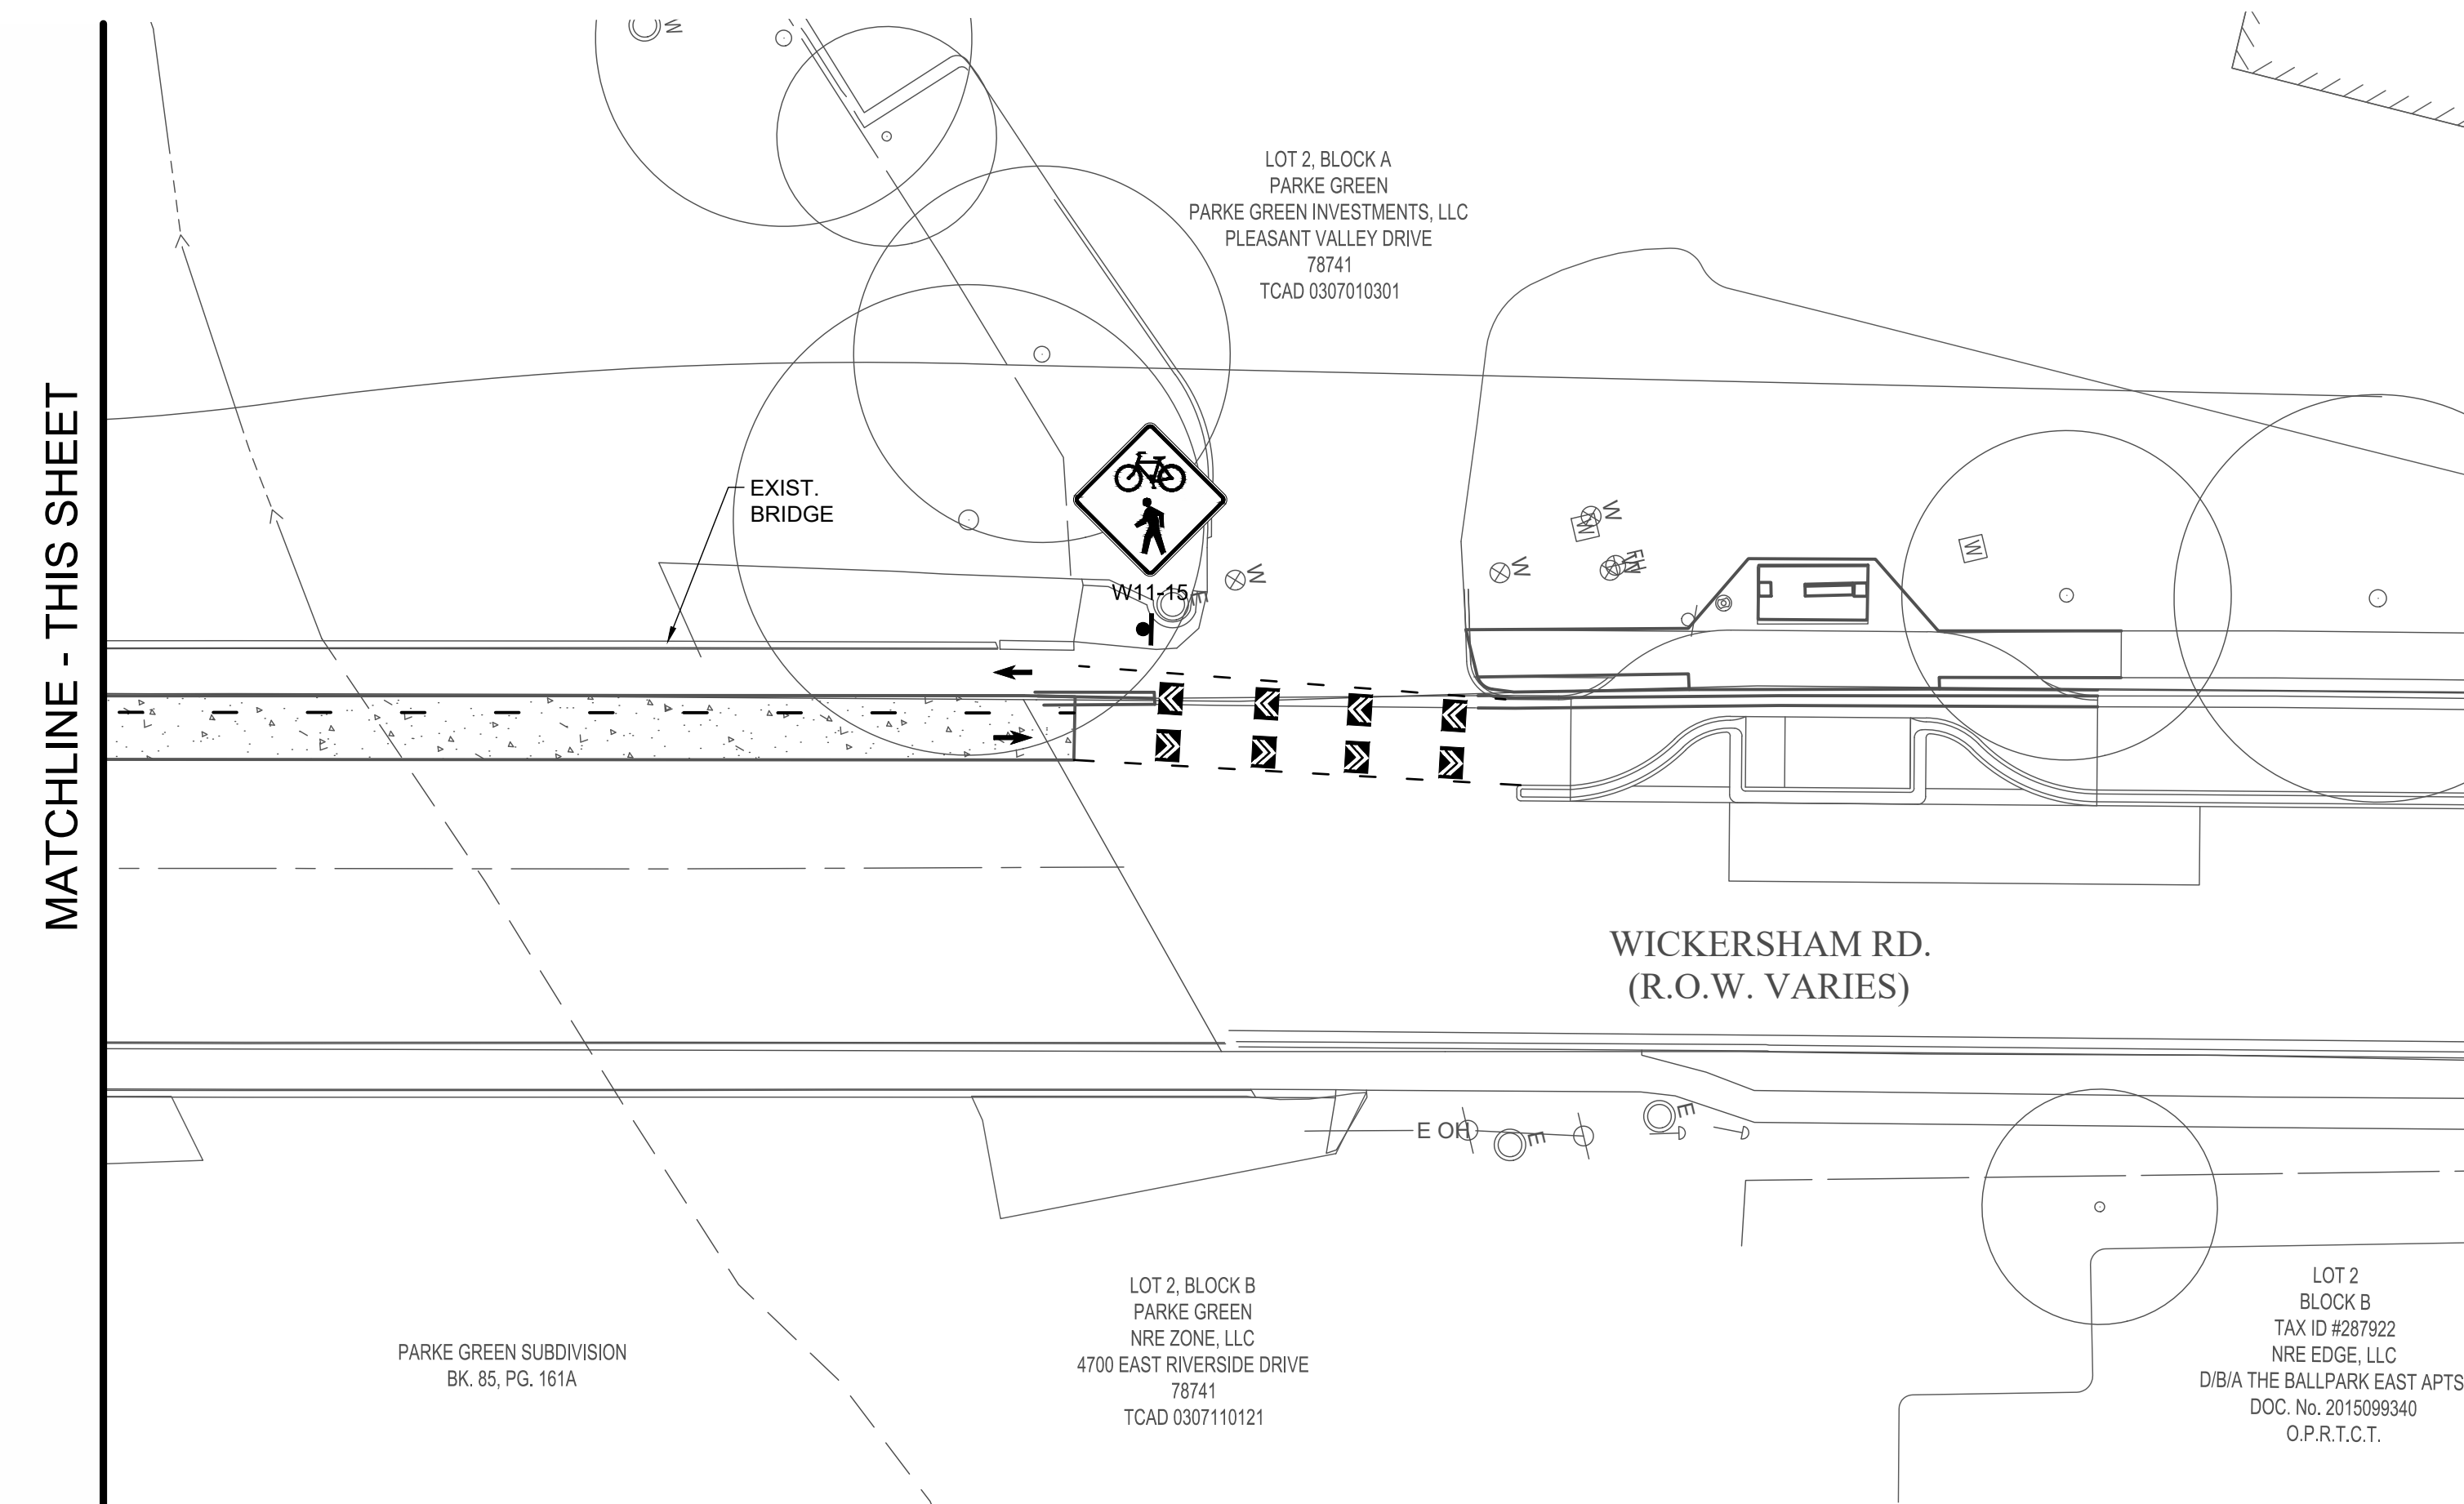 MATCHLINE - THIS SHEET
W
LOT 2, BLOCK A
PARKE GREEN
PARKE GREEN INVESTMENTS, LLC
PLEASANT VALLEY DRIVE
78741
TCAD 0307010301
EXIST.
BRIDGE
W11-15
E
W
W
W
W
FH
W
WICKERSHAM RD.
(R.O.W. VARIES)
E OH
E
E
PARKE GREEN SUBDIVISION
BK. 85, PG. 161A
LOT 2, BLOCK B
PARKE GREEN
NRE ZONE, LLC
4700 EAST RIVERSIDE DRIVE
78741
TCAD 0307110121
LOT 2
BLOCK B
TAX ID #287922
NRE EDGE, LLC
D/B/A THE BALLPARK EAST APTS
DOC. No. 2015099340
O.P.R.T.C.T.